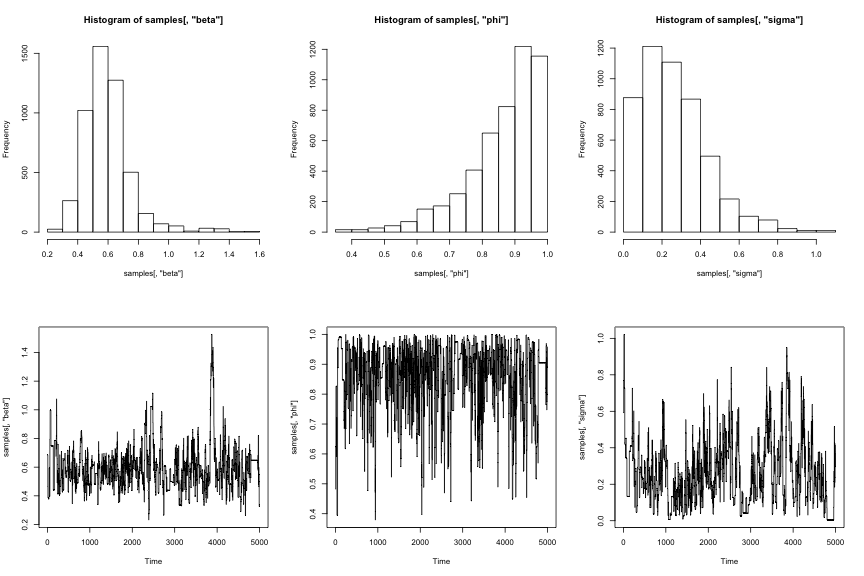 Histogram of samples[, "beta"]
Frequency
0 500 1000 1500
0.2 0.4 0.6 0.8 1.0 1.2 1.4 1.6
samples[, "beta"]
Histogram of samples[, "phi"]
Frequency
0 200 400 600 800 1000 1200
0.4 0.5 0.6 0.7 0.8 0.9 1.0
samples[, "phi"]
Histogram of samples[, "sigma"]
Frequency
0 200 400 600 800 1000 1200
0.0 0.2 0.4 0.6 0.8 1.0
samples[, "sigma"]
samples[, "beta"]
0.2 0.4 0.6 0.8 1.0 1.2 1.4
0 1000 2000 3000 4000 5000
Time
samples[, "phi"]
0.4 0.5 0.6 0.7 0.8 0.9 1.0
0 1000 2000 3000 4000 5000
Time
samples[, "sigma"]
0.0 0.2 0.4 0.6 0.8 1.0
0 1000 2000 3000 4000 5000
Time